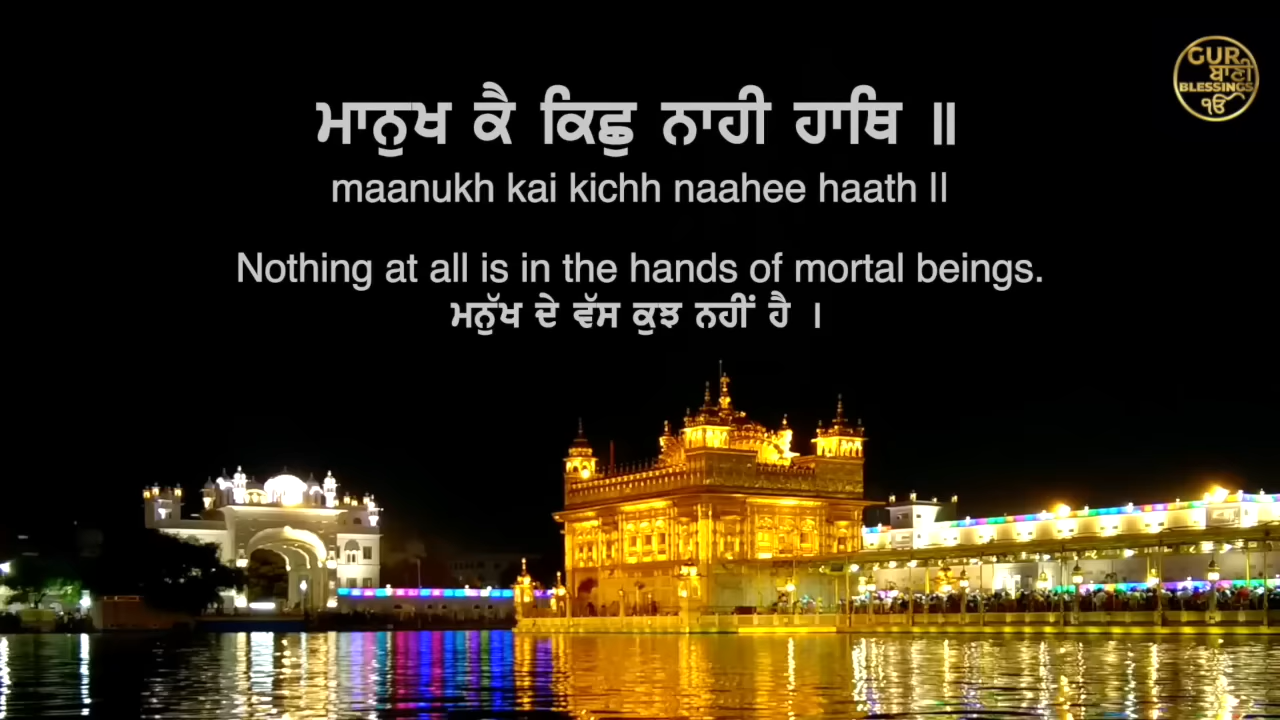 ਮਾਨੁਖ ਕੈ ਕਿਛੁ ਨਾਹੀ ਹਾਥਿ ॥
maanukh kai kichh naahee haath ||
Nothing at all is in the hands of mortal beings.
ਮਨੁੱਖ ਦੇ ਵੱਸ ਕੁਝ ਨਹੀਂ ਹੈ ।
GUR
ਬਾਣੀ
BLESSINGS
ੴ